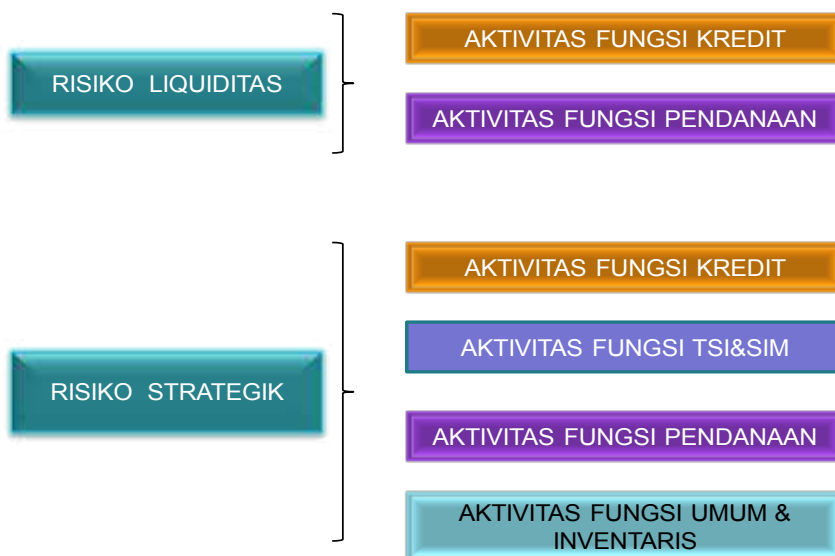 AKTIVITAS FUNGSI KREDIT
RISIKO LIQUIDITAS
AKTIVITAS FUNGSI PENDANAAN
AKTIVITAS FUNGSI KREDIT
AKTIVITAS FUNGSI TSI&SIM
RISIKO STRATEGIK
AKTIVITAS FUNGSI PENDANAAN
AKTIVITAS FUNGSI UMUM &
INVENTARIS